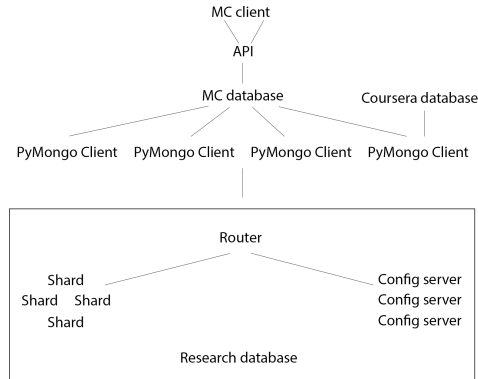 MC client
API
MC database
Coursera database
PyMongo Client PyMongo Client PyMongo Client PyMongo Client
Router
Shard
Shard Shard
Shard
Config server
Config server
Config server
Research database